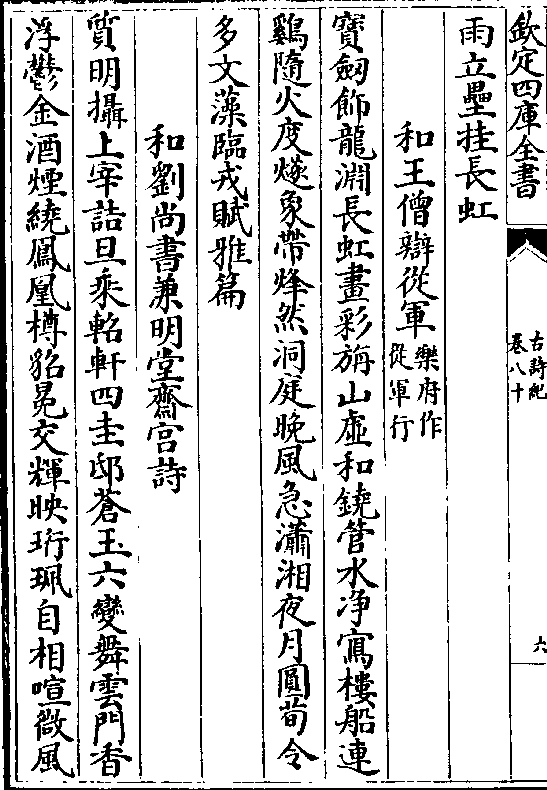 欽定四庫全書
古詩紀
卷八十
六
雨立壘挂長虹
和王僧辯從軍樂府作從軍行
寶劒飾龍淵長虹畫彩旃山虛和鐃管水净寫樓船連
鷄隨火度燧象帶烽然洞庭晚風急瀟湘夜月圓荀令
多文藻臨戎賦雅篇
和劉尚書兼明堂齋宫詩
質明攝上宰詰旦乘軺軒四圭邸蒼玉六變舞雲門香
浮鬱金酒煙繞鳳凰樽貂冕交輝映珩珮自相喧微風